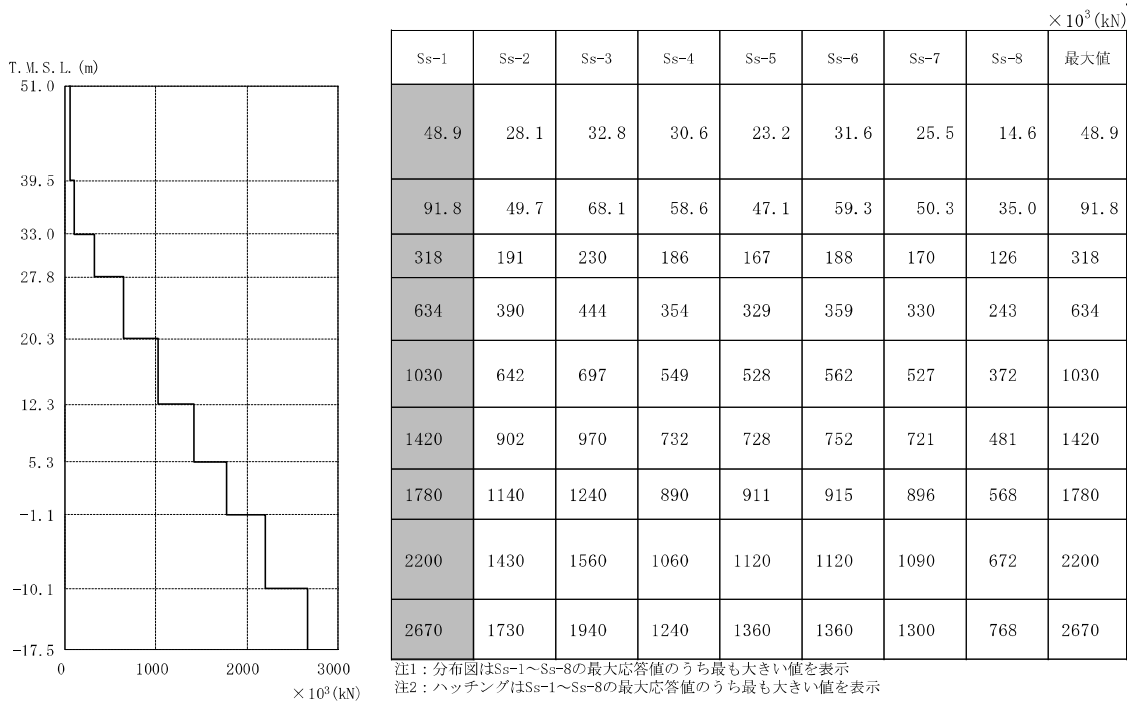 ×10³(kN)
T.M.S.L.(m)
51.0
39.5
33.0
27.8
20.3
12.3
5.3
-1.1
-10.1
-17.5
0 1000 2000 3000
×10³(kN)
Ss-1 Ss-2 Ss-3 Ss-4 Ss-5 Ss-6 Ss-7 Ss-8 最大値
48.9 28.1 32.8 30.6 23.2 31.6 25.5 14.6 48.9
91.8 49.7 68.1 58.6 47.1 59.3 50.3 35.0 91.8
318 191 230 186 167 188 170 126 318
634 390 444 354 329 359 330 243 634
1030 642 697 549 528 562 527 372 1030
1420 902 970 732 728 752 721 481 1420
1780 1140 1240 890 911 915 896 568 1780
2200 1430 1560 1060 1120 1120 1090 672 2200
2670 1730 1940 1240 1360 1360 1300 768 2670
注1：分布図はSs-1～Ss-8の最大応答値のうち最も大きい値を表示
注2：ハッチングはSs-1～Ss-8の最大応答値のうち最も大きい値を表示